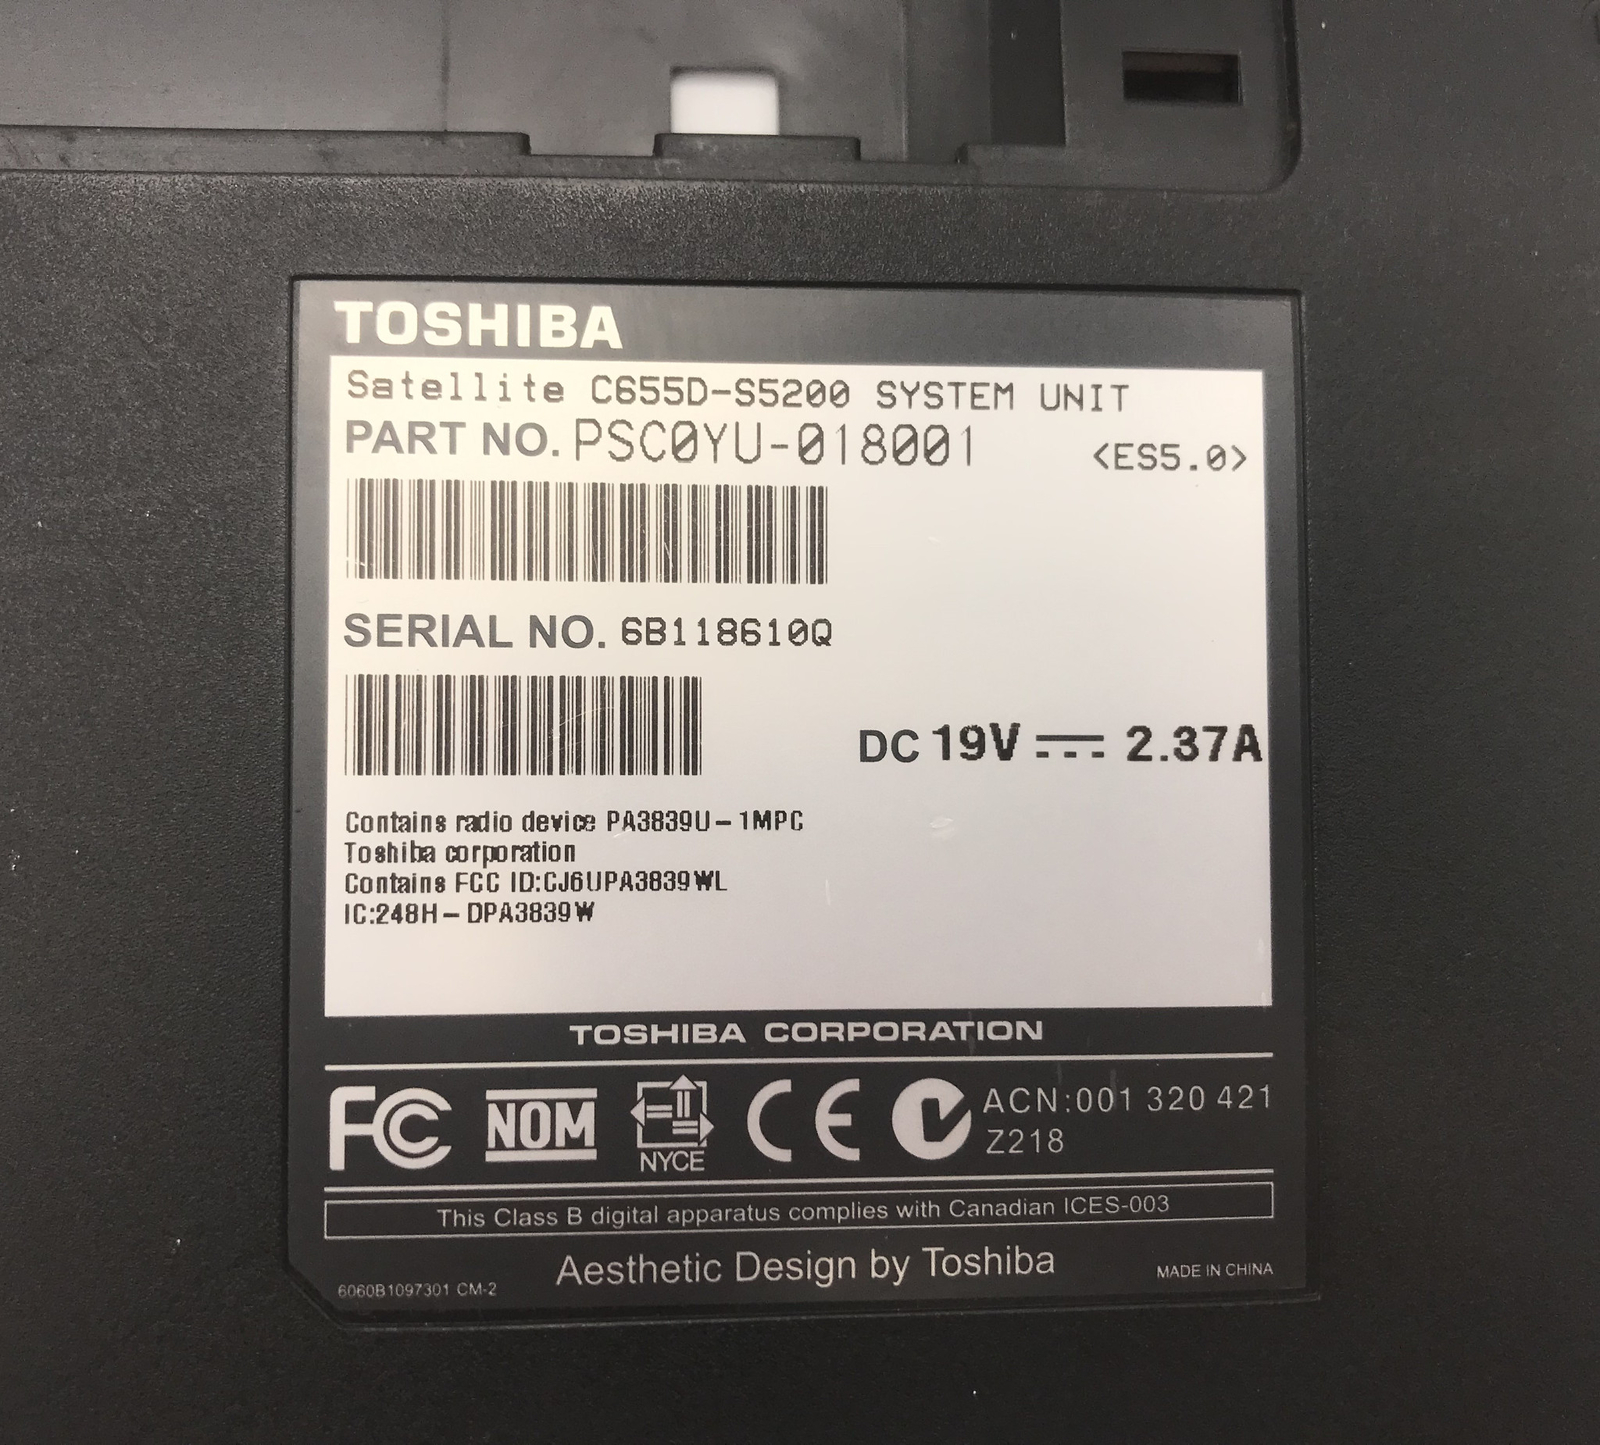 TOSHIBA
Satellite C655D-S5200 SYSTEM UNIT
PART NO. PSC0YU-018001 <ES5.0>
SERIAL NO. 6B118610Q
DC 19V 2.37A
Contains radio device PA3839U-1MPC
Toshiba corporation
Contains FCC ID:CJ6UPA3839WL
IC:248H-DPA3839W
TOSHIBA CORPORATION
FC NOM NYCE CE ACN:001 320 421
Z218
This Class B digital apparatus complies with Canadian ICES-003
Aesthetic Design by Toshiba
6060B1097301 CM-2 MADE IN CHINA